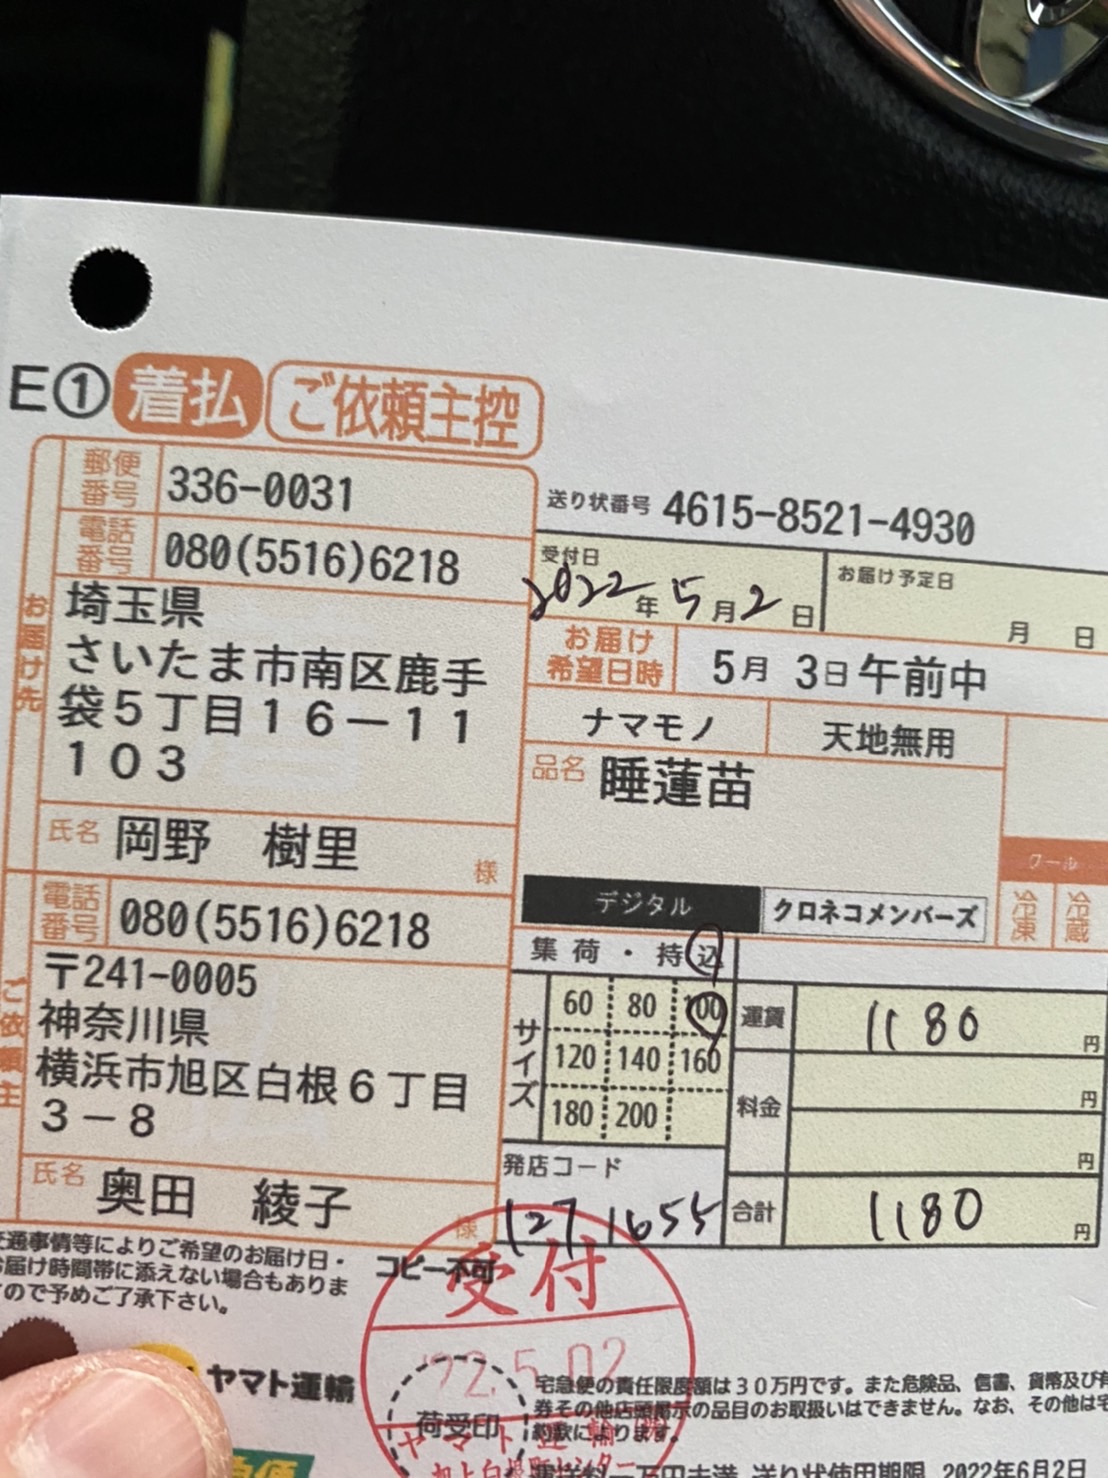 E① 着払 ご依頼主控
お届け先
郵便番号 336-0031
電話番号 080(5516)6218
埼玉県
さいたま市南区鹿手
袋5丁目16-11
103
氏名 岡野 樹里 様
ご依頼主
電話番号 080(5516)6218
〒241-0005
神奈川県
横浜市旭区白根6丁目
3-8
氏名 奥田 綾子 様
送り状番号 4615-8521-4930
受付日
2022年 5月2日
お届け予定日
月 日
お届け希望日時 5月 3日午前中
ナマモノ 天地無用
品名 睡蓮苗
クール
冷凍 冷蔵
デジタル クロネコメンバーズ
集荷・持込
サイズ
60 80 100
120 140 160
180 200
運賃 1180 円
料金 円
円
合計 1180 円
発店コード
127 1655
交通事情等によりご希望のお届け日・
お届け時間帯に添えない場合もありま
すので予めご了承下さい。
コピー不可
受付
22.5.02
荷受印
ヤマト運輸
宅急便の責任限度額は30万円です。また危険品、信書、貨幣及び有
券その他店頭掲示の品目のお取扱いはできません。なお、その他は宅
約款によります。
送り状使用期限 2022年6月2日
急便